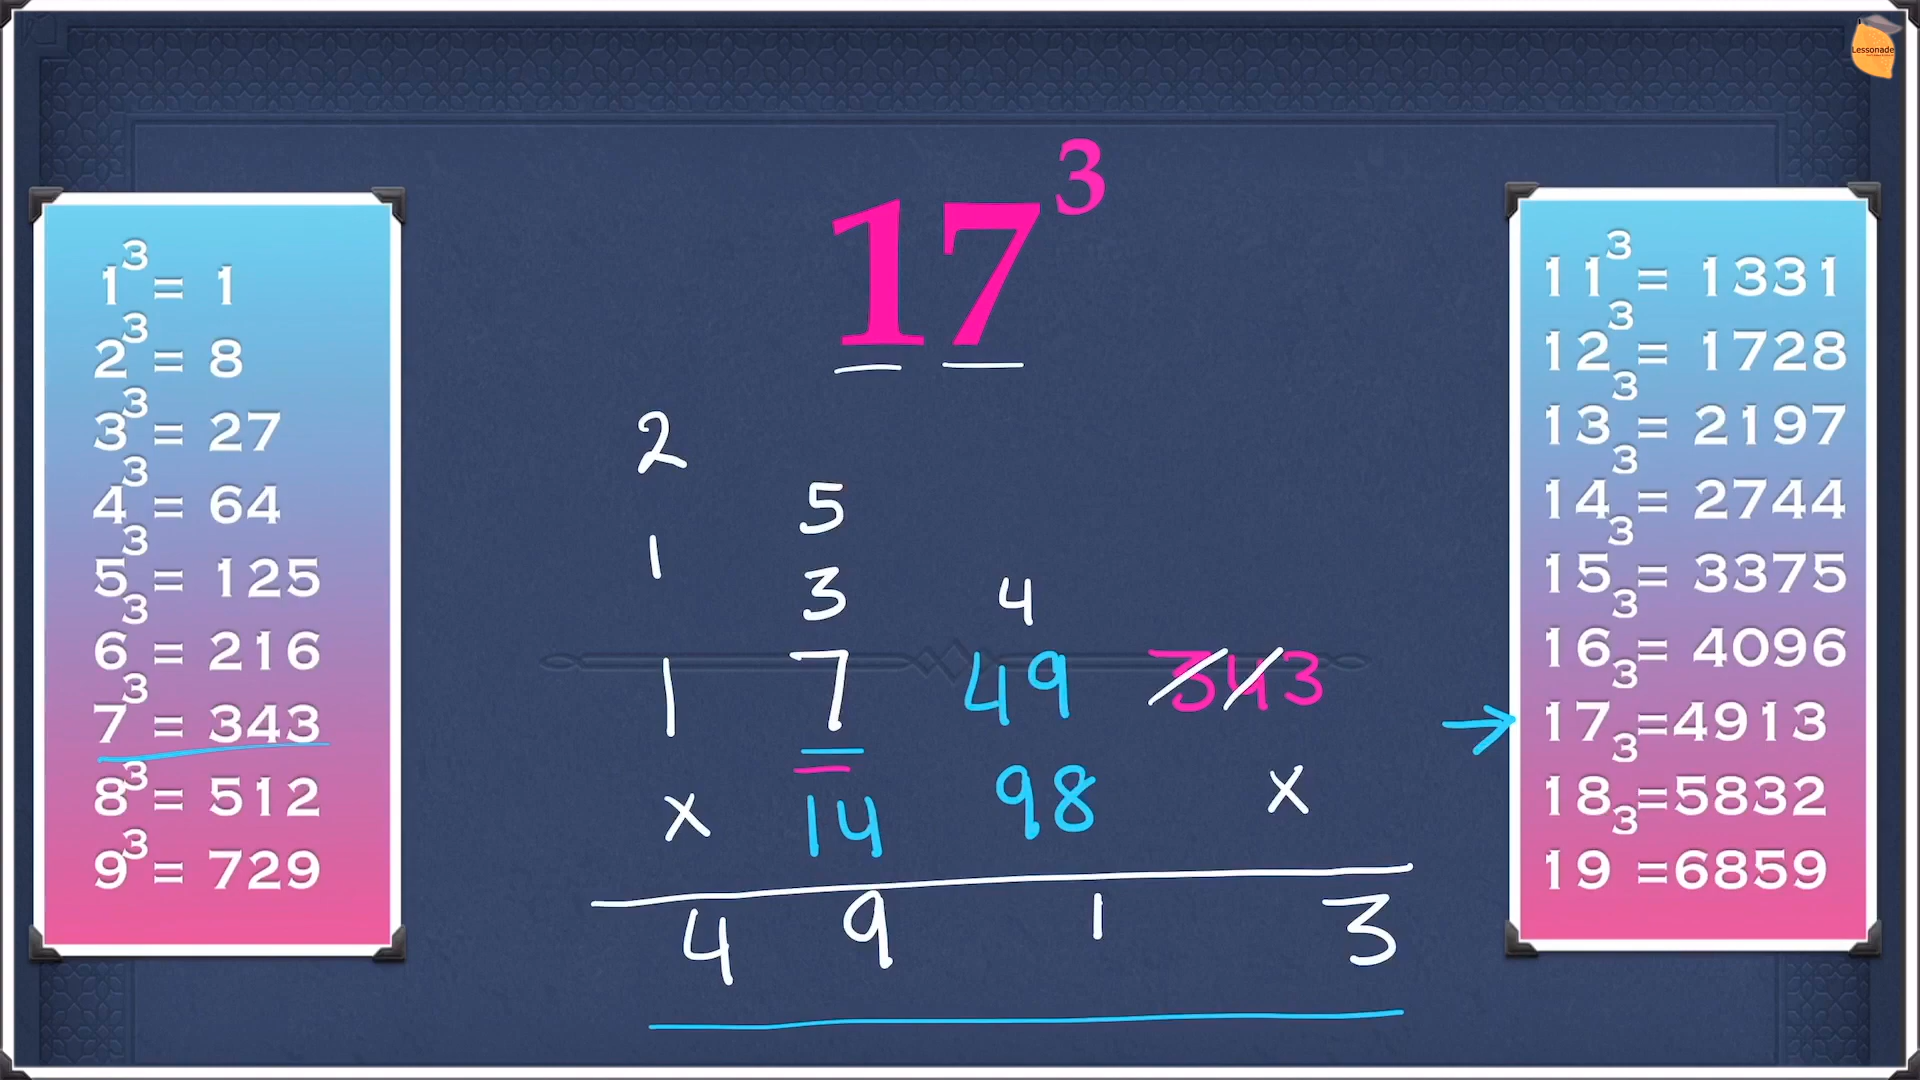 Lessonade
17³
1³ = 1
2³ = 8
3³ = 27
4³ = 64
5³ = 125
6³ = 216
7³ = 343
8³ = 512
9³ = 729
2
5
1 3 4
1 7 49 343
x 14 98 x
4 9 1 3
11³ = 1331
12³ = 1728
13³ = 2197
14³ = 2744
15³ = 3375
16³ = 4096
17³ =4913
18³ =5832
19³ =6859